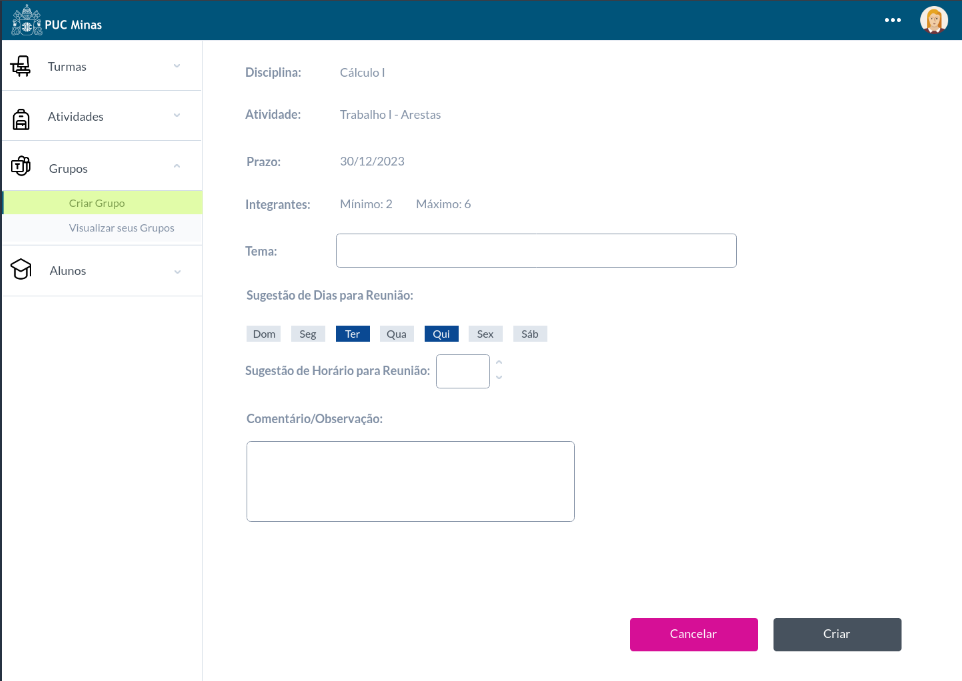 PUC Minas
Turmas
Atividades
Grupos
Criar Grupo
Visualizar seus Grupos
Alunos
Disciplina: Cálculo I
Atividade: Trabalho I - Arestas
Prazo: 30/12/2023
Integrantes: Mínimo: 2 Máximo: 6
Tema:
Sugestão de Dias para Reunião:
Dom Seg Ter Qua Qui Sex Sáb
Sugestão de Horário para Reunião:
Comentário/Observação:
Cancelar Criar